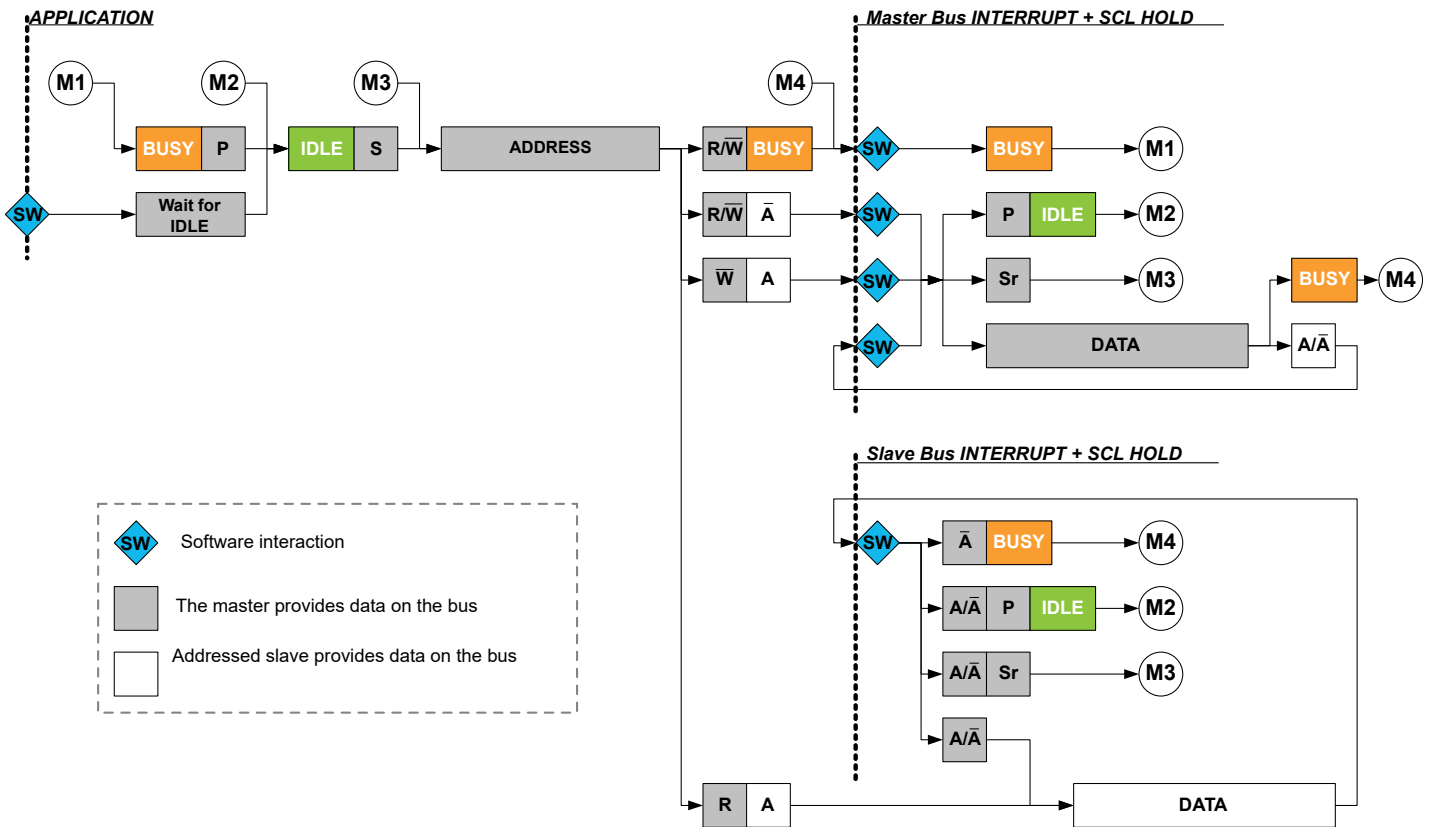 APPLICATION
Master Bus INTERRUPT + SCL HOLD
M1
M2
M3
M4
BUSY P
IDLE S
ADDRESS
R/W̅ BUSY
SW
BUSY
M1
SW
Wait for
IDLE
R/W̅ A̅
SW
P IDLE
M2
W̅ A
SW
Sr
M3
BUSY
M4
SW
DATA
A/A̅
Slave Bus INTERRUPT + SCL HOLD
SW
A̅ BUSY
M4
A/A̅ P IDLE
M2
A/A̅ Sr
M3
A/A̅
R A
DATA
SW Software interaction
The master provides data on the bus
Addressed slave provides data on the bus